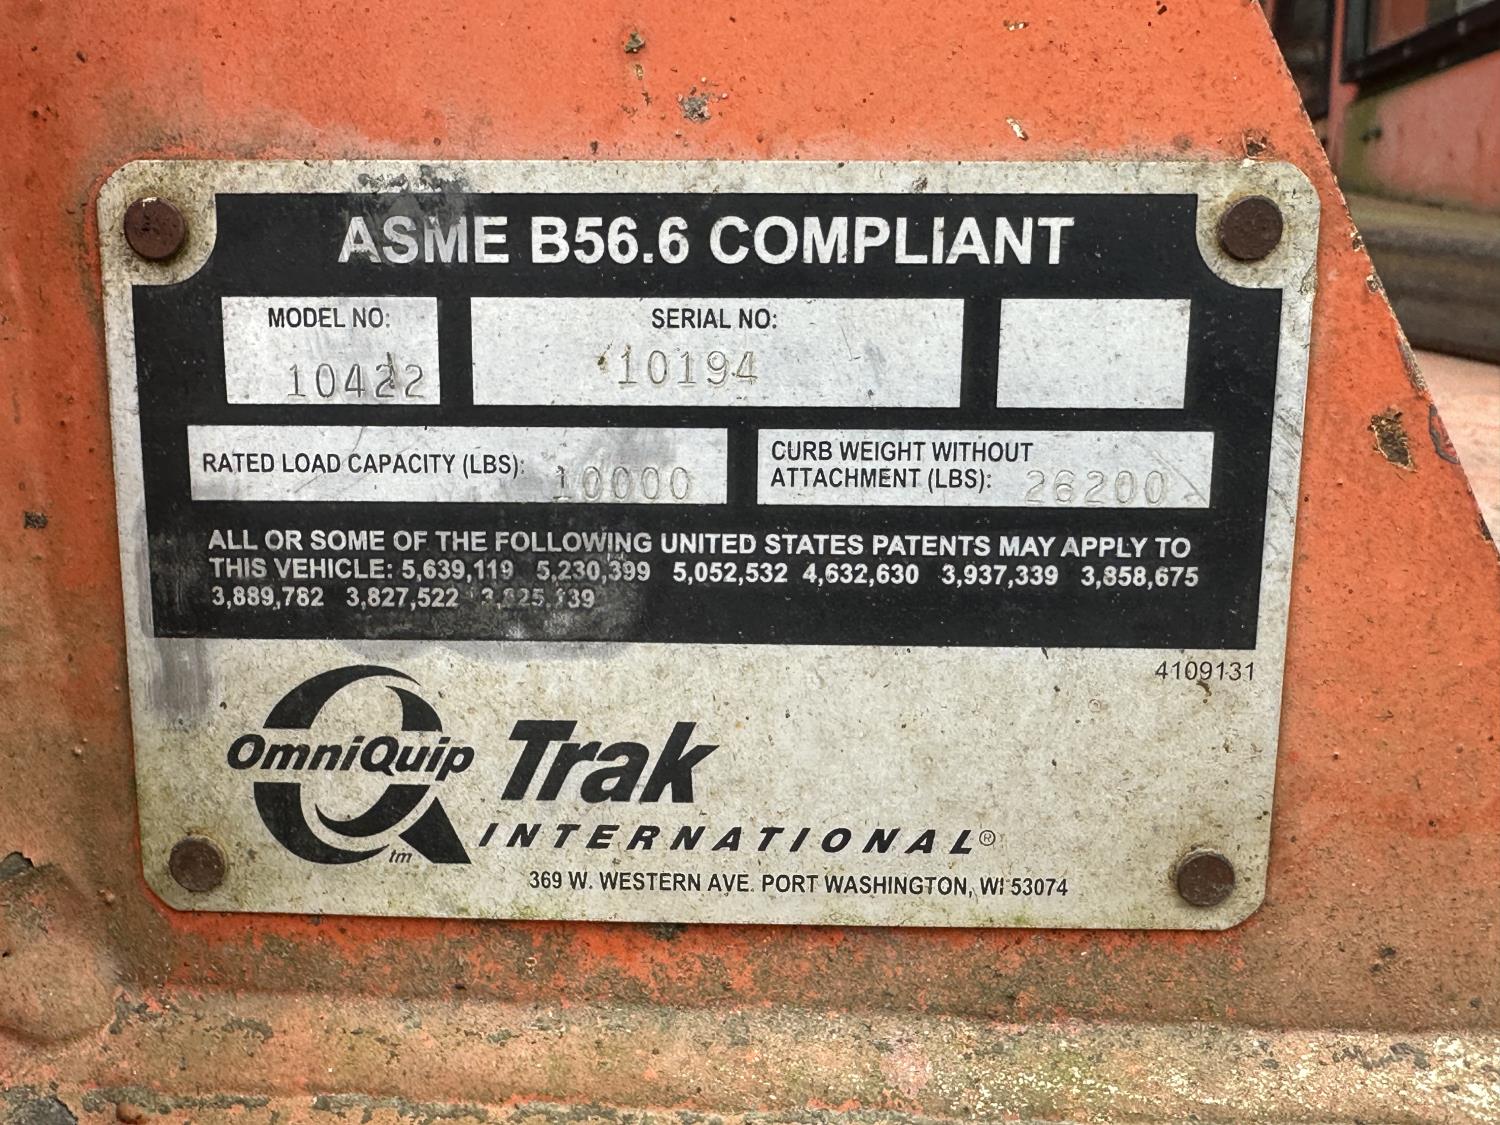 ASME B56.6 COMPLIANT
MODEL NO:
10422
SERIAL NO:
10194
RATED LOAD CAPACITY (LBS): 10000
CURB WEIGHT WITHOUT
ATTACHMENT (LBS): 26200
ALL OR SOME OF THE FOLLOWING UNITED STATES PATENTS MAY APPLY TO
THIS VEHICLE: 5,639,119 5,230,399 5,052,532 4,632,630 3,937,339 3,858,675
3,889,782 3,827,522
4109131
OmniQuip Trak
tm INTERNATIONAL®
369 W. WESTERN AVE. PORT WASHINGTON, WI 53074